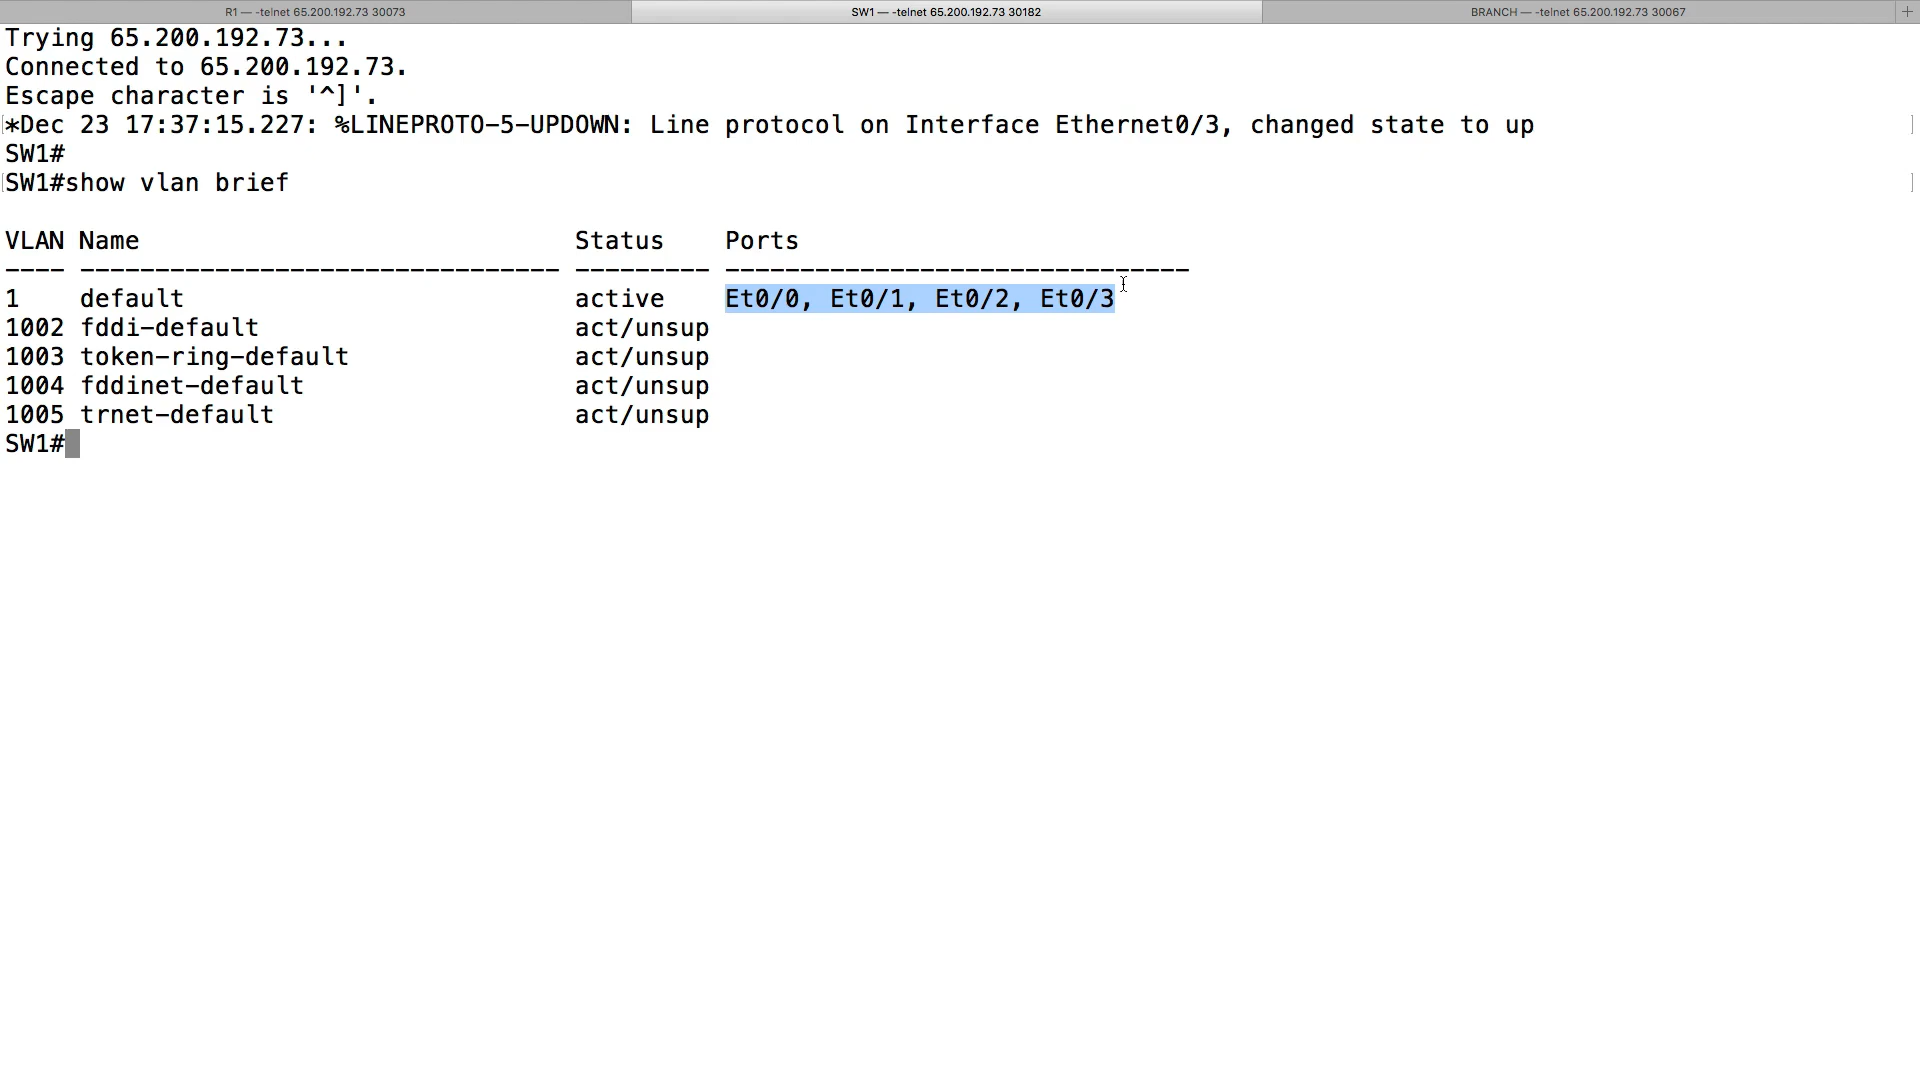 R1 — -telnet 65.200.192.73 30073 SW1 — -telnet 65.200.192.73 30182 BRANCH — -telnet 65.200.192.73 30067 +
Trying 65.200.192.73...
Connected to 65.200.192.73.
Escape character is '^]'.
*Dec 23 17:37:15.227: %LINEPROTO-5-UPDOWN: Line protocol on Interface Ethernet0/3, changed state to up
SW1#
SW1#show vlan brief
VLAN Name Status Ports
---- -------------------------------- --------- -------------------------------
1 default active Et0/0, Et0/1, Et0/2, Et0/3
1002 fddi-default act/unsup
1003 token-ring-default act/unsup
1004 fddinet-default act/unsup
1005 trnet-default act/unsup
SW1#